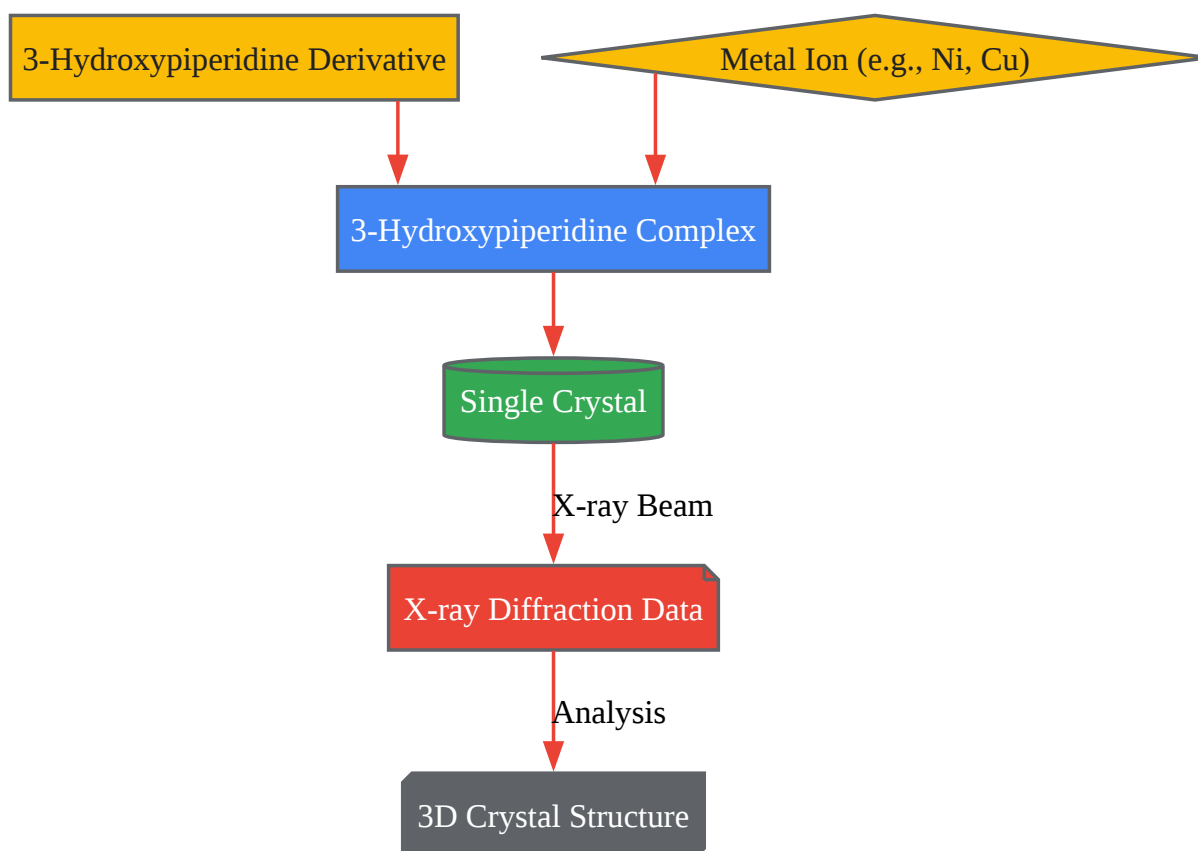 3-Hydroxypiperidine Derivative
Metal Ion (e.g., Ni, Cu)
3-Hydroxypiperidine Complex
Single Crystal
X-ray Beam
X-ray Diffraction Data
Analysis
3D Crystal Structure